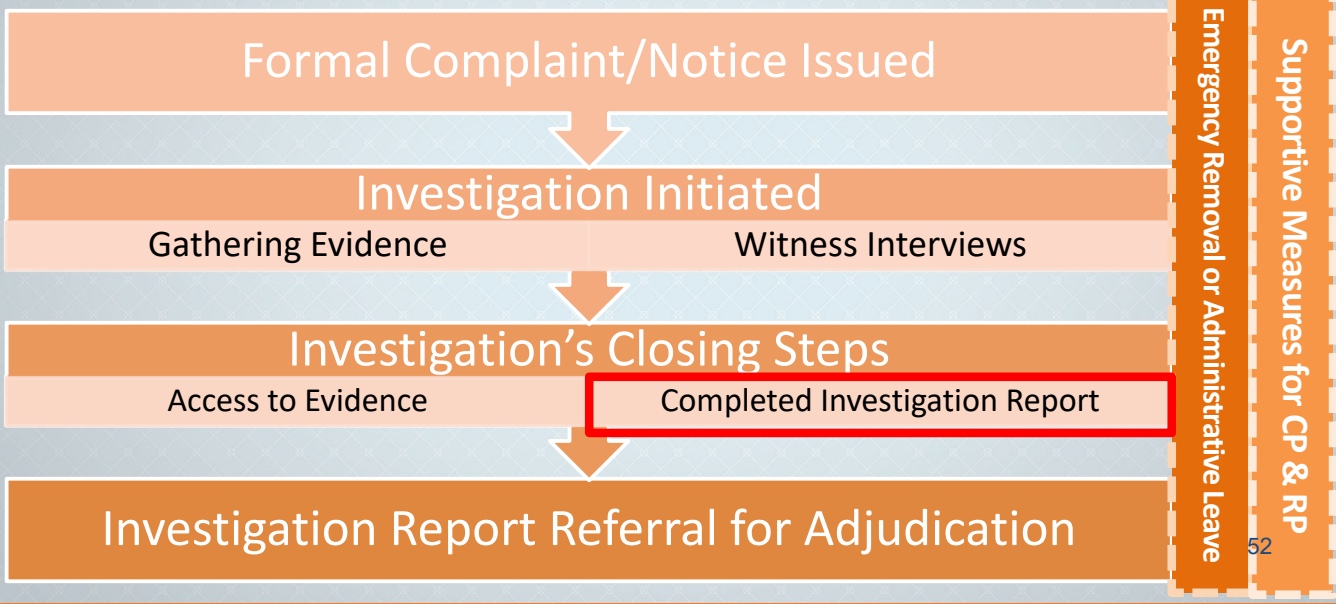 Formal Complaint/Notice Issued
Investigation Initiated
Gathering Evidence
Witness Interviews
Investigation’s Closing Steps
Access to Evidence
Completed Investigation Report
Investigation Report Referral for Adjudication
Emergency Removal or Administrative Leave
Supportive Measures for CP & RP
52